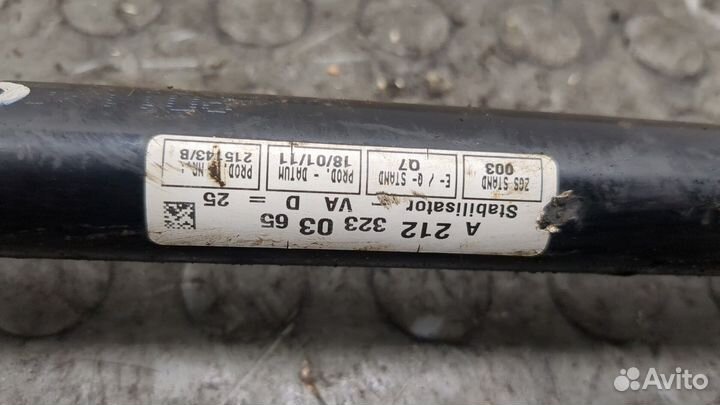 A 212 323 03 65
Stabilisator - VA D = 25
ZGS STAND
003
E- / Q-STAND
Q7
PROD. - DATUM
18/01/11
PROD. NR.:
215143/B
Avito